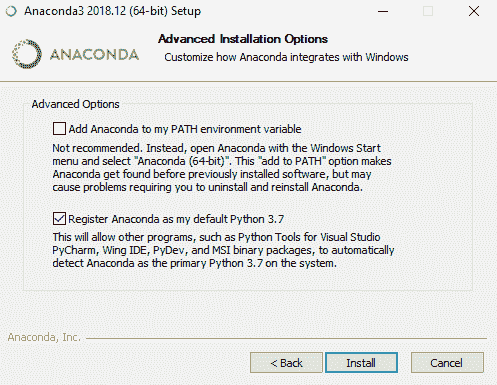 Anaconda3 2018.12 (64-bit) Setup
Advanced Installation Options
Customize how Anaconda integrates with Windows
ANACONDA
Advanced Options
Add Anaconda to my PATH environment variable
Not recommended. Instead, open Anaconda with the Windows Start
menu and select "Anaconda (64-bit)". This "add to PATH" option makes
Anaconda get found before previously installed software, but may
cause problems requiring you to uninstall and reinstall Anaconda.
Register Anaconda as my default Python 3.7
This will allow other programs, such as Python Tools for Visual Studio
PyCharm, Wing IDE, PyDev, and MSI binary packages, to automatically
detect Anaconda as the primary Python 3.7 on the system.
Anaconda, Inc.
< Back
Install
Cancel